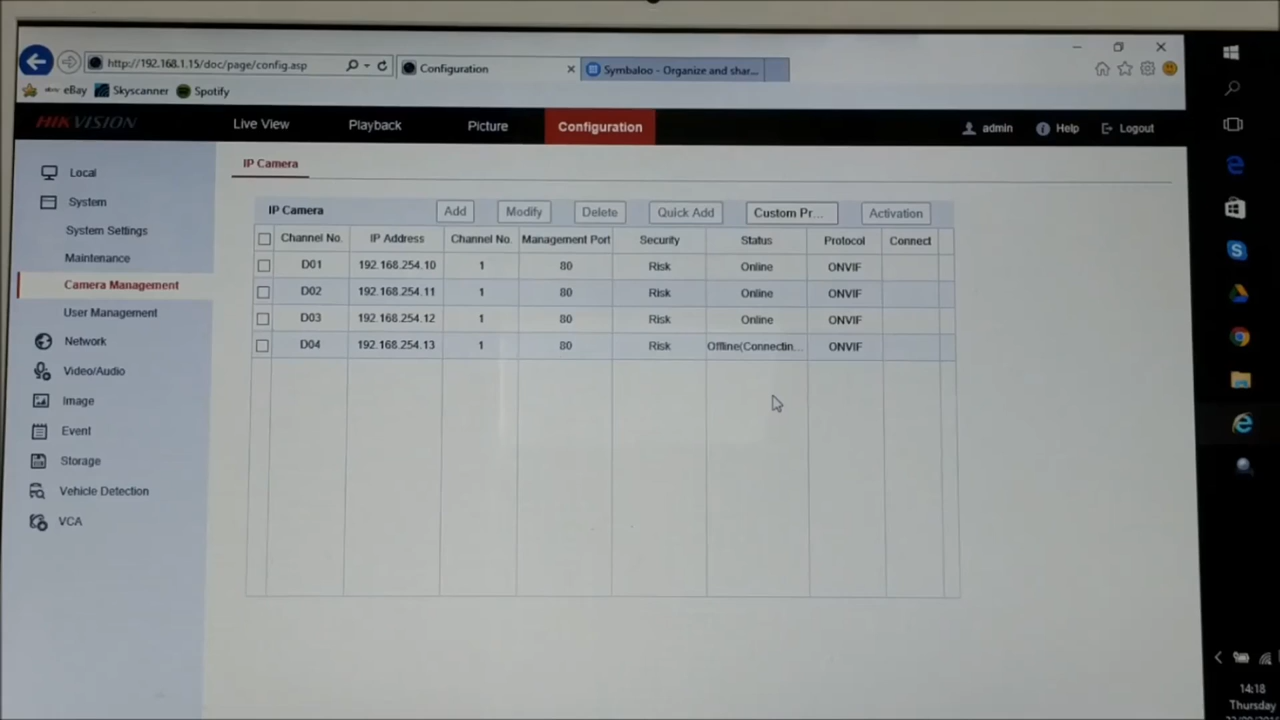 http://192.168.1.15/doc/page/config.asp
Configuration
Symbaloo - Organize and shar...
eBay Skyscanner Spotify
HIKVISION Live View Playback Picture Configuration admin Help Logout
Local
System
System Settings
Maintenance
Camera Management
User Management
Network
Video/Audio
Image
Event
Storage
Vehicle Detection
VCA
IP Camera
IP Camera Add Modify Delete Quick Add Custom Pr... Activation
Channel No. IP Address Channel No. Management Port Security Status Protocol Connect
D01 192.168.254.10 1 80 Risk Online ONVIF
D02 192.168.254.11 1 80 Risk Online ONVIF
D03 192.168.254.12 1 80 Risk Online ONVIF
D04 192.168.254.13 1 80 Risk Offline(Connectin... ONVIF
14:18
Thursday